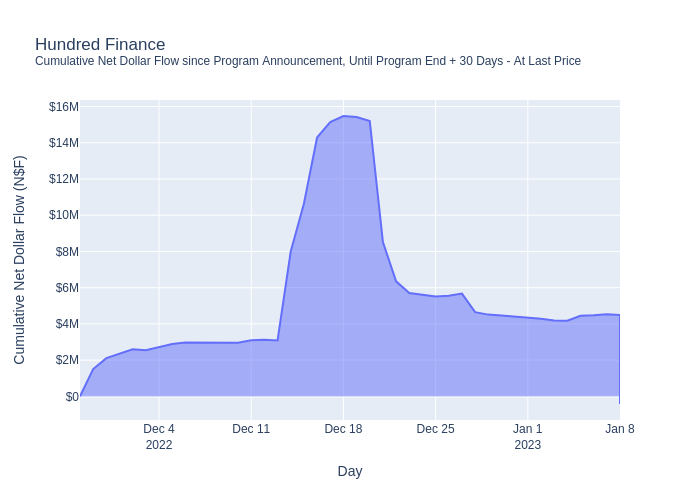 Hundred Finance
Cumulative Net Dollar Flow since Program Announcement, Until Program End + 30 Days - At Last Price
Cumulative Net Dollar Flow (N$F)
$16M
$14M
$12M
$10M
$8M
$6M
$4M
$2M
$0
Dec 4
2022
Dec 11
Dec 18
Dec 25
Jan 1
2023
Jan 8
Day